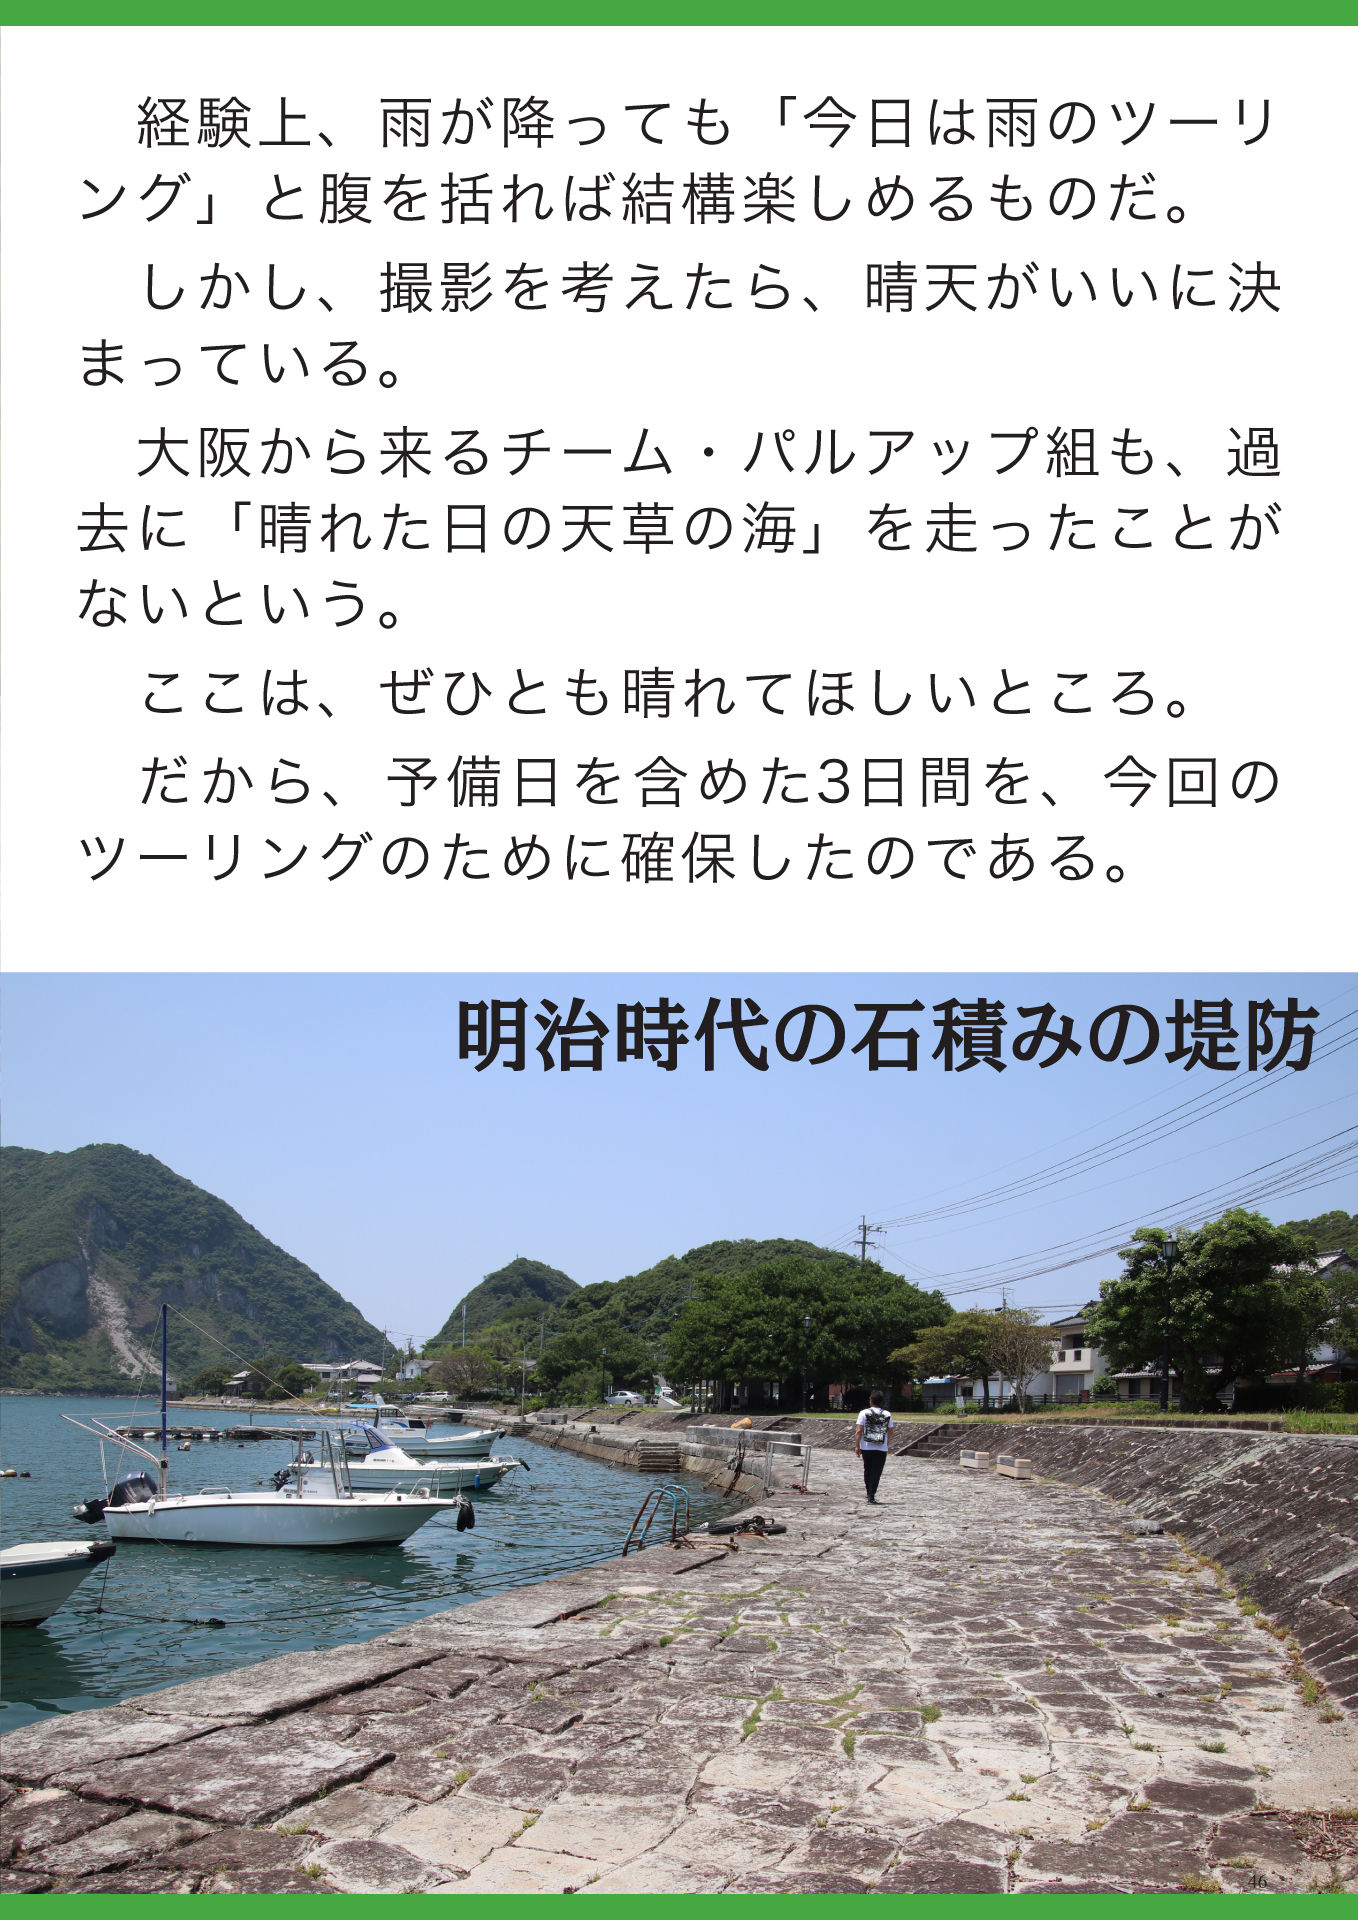 経験上、雨が降っても「今日は雨のツーリ
ング」と腹を括れば結構楽しめるものだ。
　しかし、撮影を考えたら、晴天がいいに決
まっている。
　大阪から来るチーム・パルアップ組も、過
去に「晴れた日の天草の海」を走ったことが
ないという。
　ここは、ぜひとも晴れてほしいところ。
　だから、予備日を含めた3日間を、今回の
ツーリングのために確保したのである。
明治時代の石積みの堤防
46